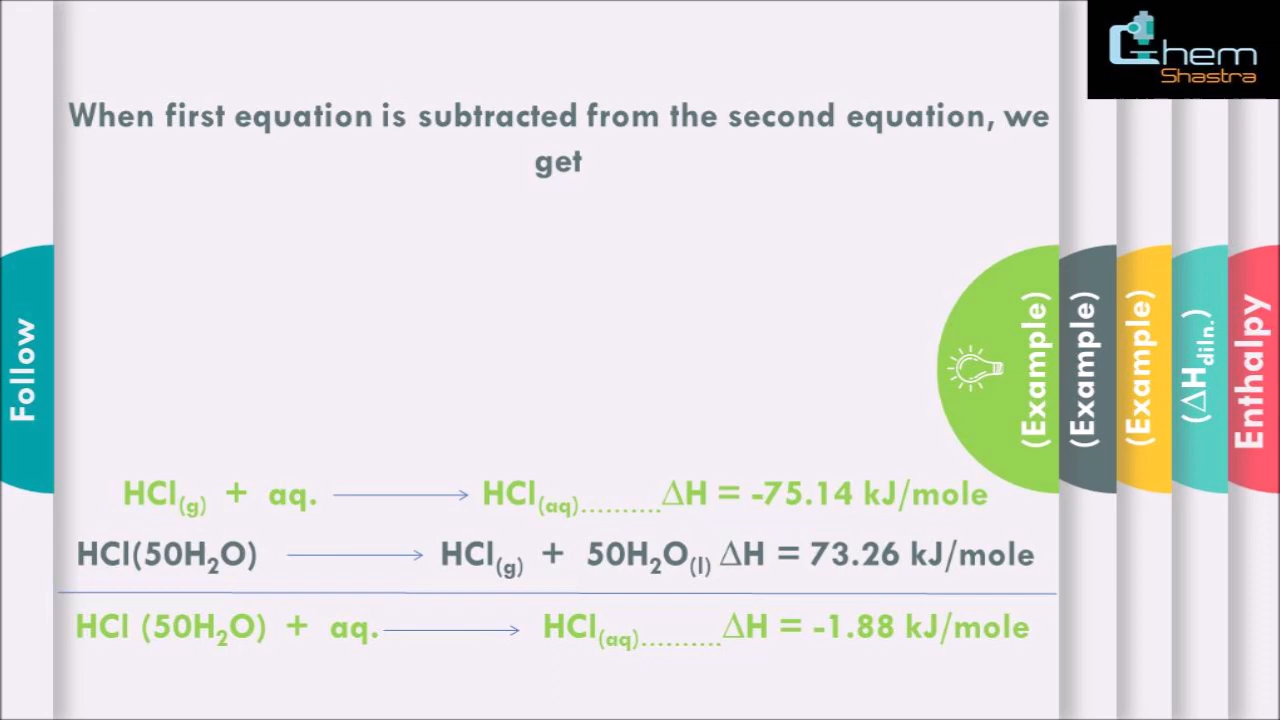 Chem
Shastra
When first equation is subtracted from the second equation, we
get
Follow
(Example)
(Example)
(Example)
(ΔHdiln.)
Enthalpy
HCl(g) + aq. ⟶ HCl(aq)..........ΔH = -75.14 kJ/mole
HCl(50H₂O) ⟶ HCl(g) + 50H₂O(l) ΔH = 73.26 kJ/mole
HCl (50H₂O) + aq. ⟶ HCl(aq)..........ΔH = -1.88 kJ/mole